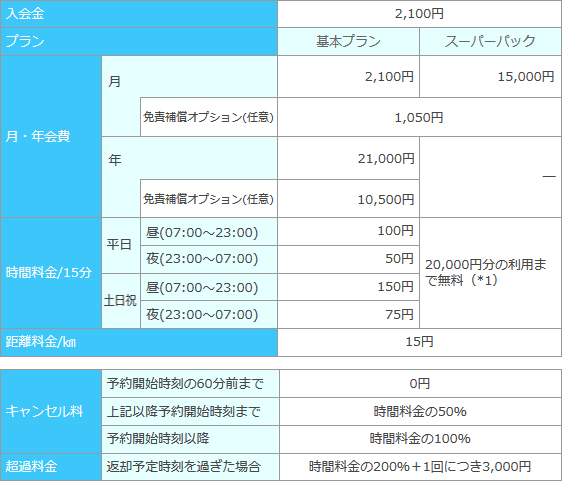 入会金 2,100円
プラン 基本プラン スーパーパック
月・年会費 月 2,100円 15,000円
免責補償オプション(任意) 1,050円
年 21,000円 —
免責補償オプション(任意) 10,500円
時間料金/15分 平日 昼(07:00～23:00) 100円
夜(23:00～07:00) 50円
20,000円分の利用ま
で無料（*1）
土日祝 昼(07:00～23:00) 150円
夜(23:00～07:00) 75円
距離料金/㎞ 15円
キャンセル料 予約開始時刻の60分前まで 0円
上記以降予約開始時刻まで 時間料金の50%
予約開始時刻以降 時間料金の100%
超過料金 返却予定時刻を過ぎた場合 時間料金の200%＋1回につき3,000円